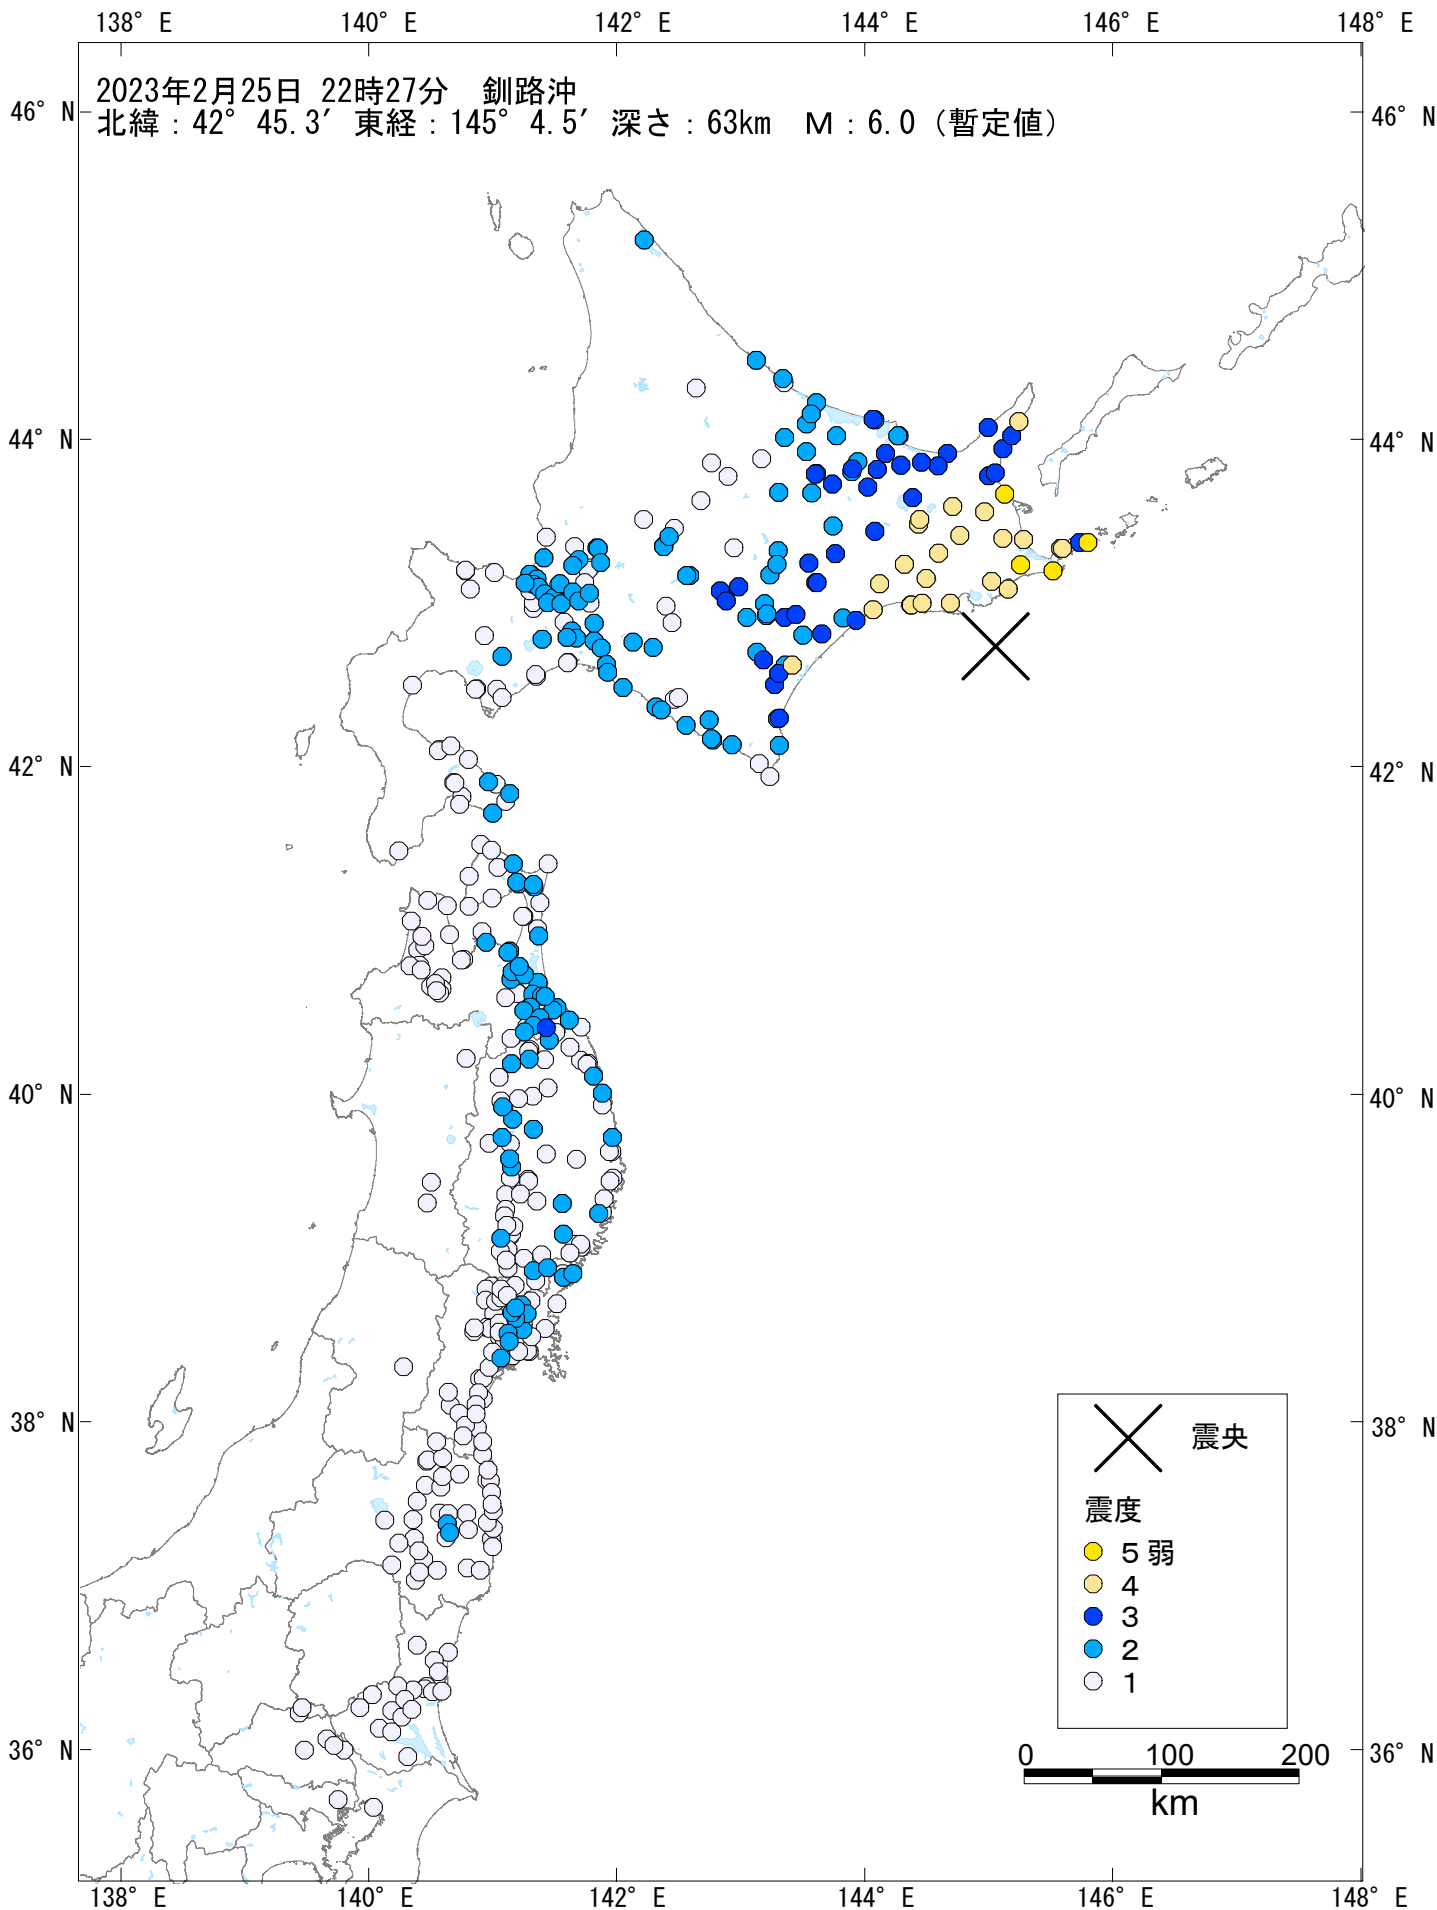 138° E 140° E 142° E 144° E 146° E 148° E
2023年2月25日 22時27分 釧路沖
北緯：42° 45.3′ 東経：145° 4.5′ 深さ：63km M：6.0（暫定値）
46° N 46° N
44° N 44° N
42° N 42° N
40° N 40° N
38° N 38° N
震央
震度
5弱
4
3
2
1
36° N 36° N
0 100 200
km
138° E 140° E 142° E 144° E 146° E 148° E